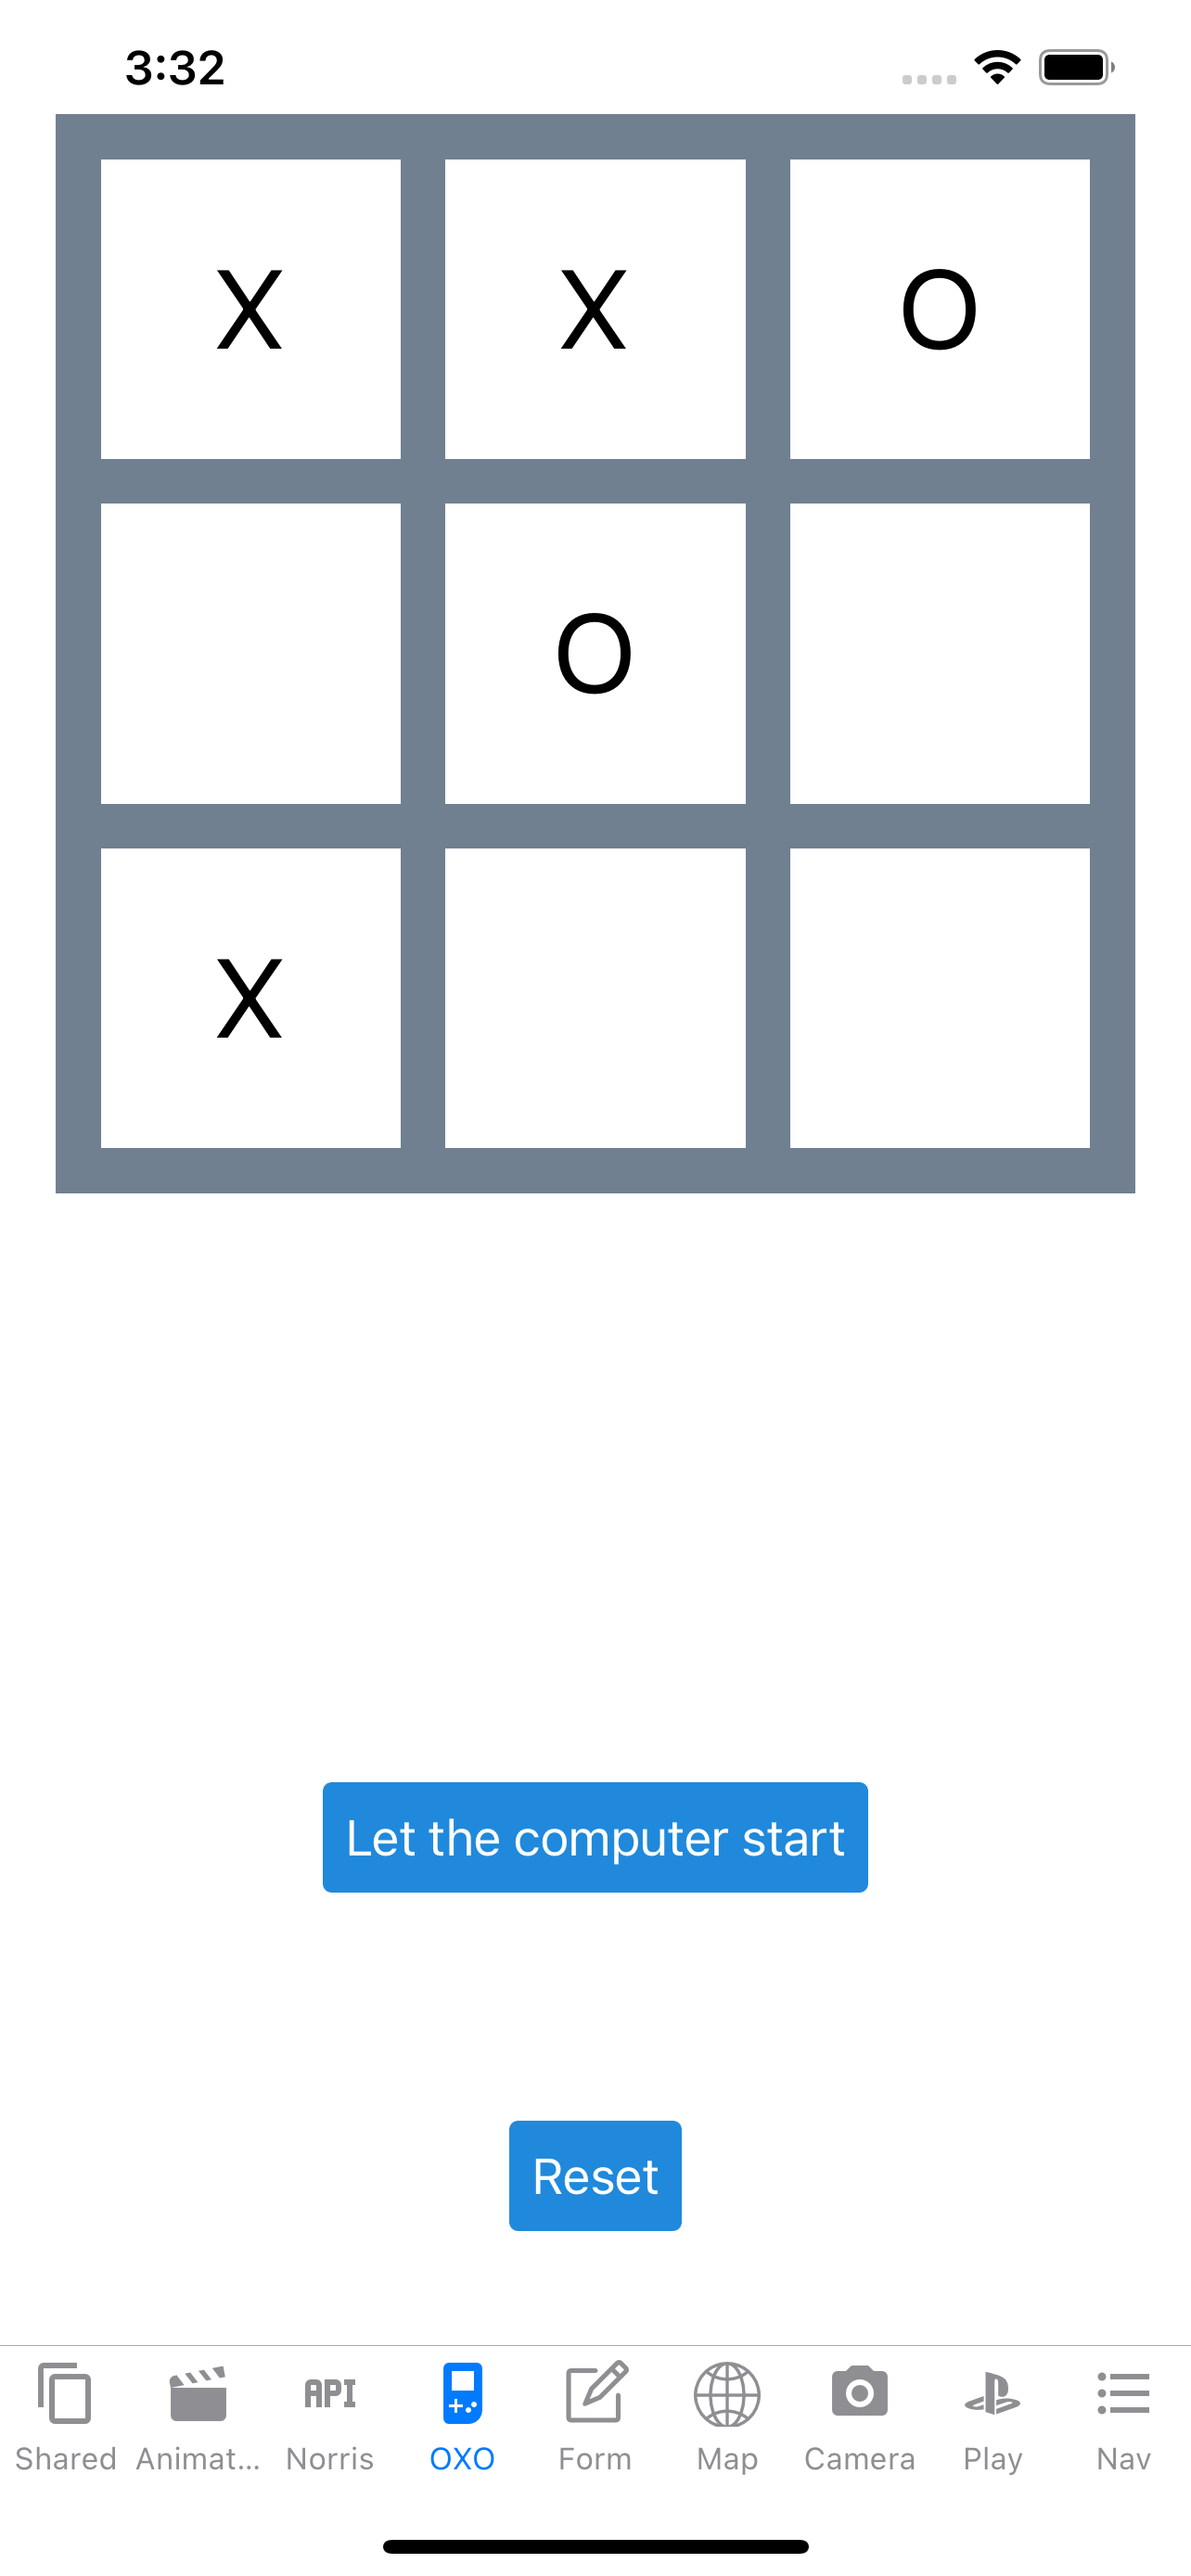 3:32
X X O
O
X
Let the computer start
Reset
API
Shared Animat... Norris OXO Form Map Camera Play Nav